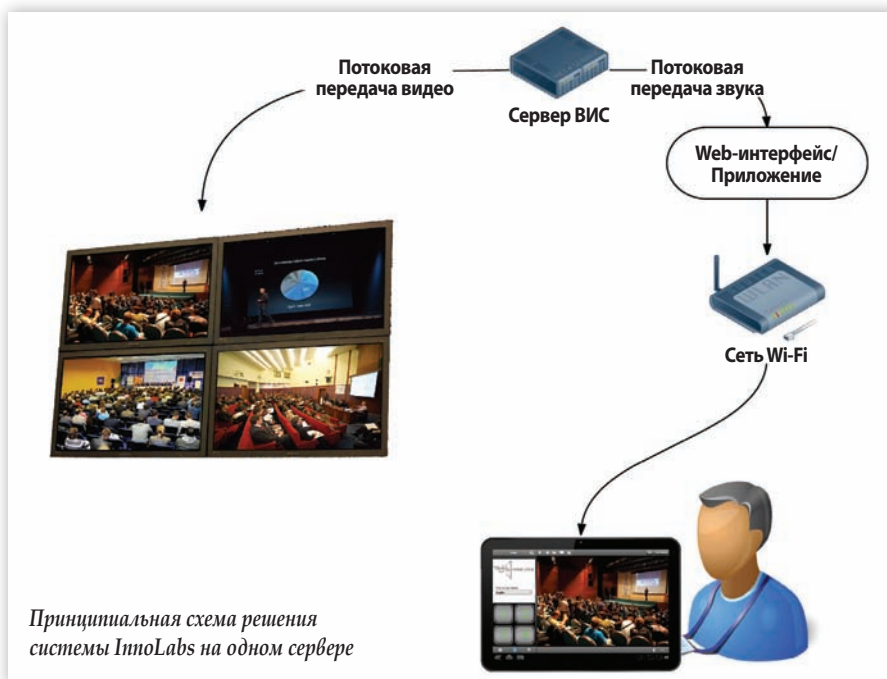 Потоковая
передача видео
Потоковая
передача звука
Сервер ВИС
Web-интерфейс/
Приложение
WLAN
Сеть Wi-Fi
Принципиальная схема решения
системы InnoLabs на одном сервере